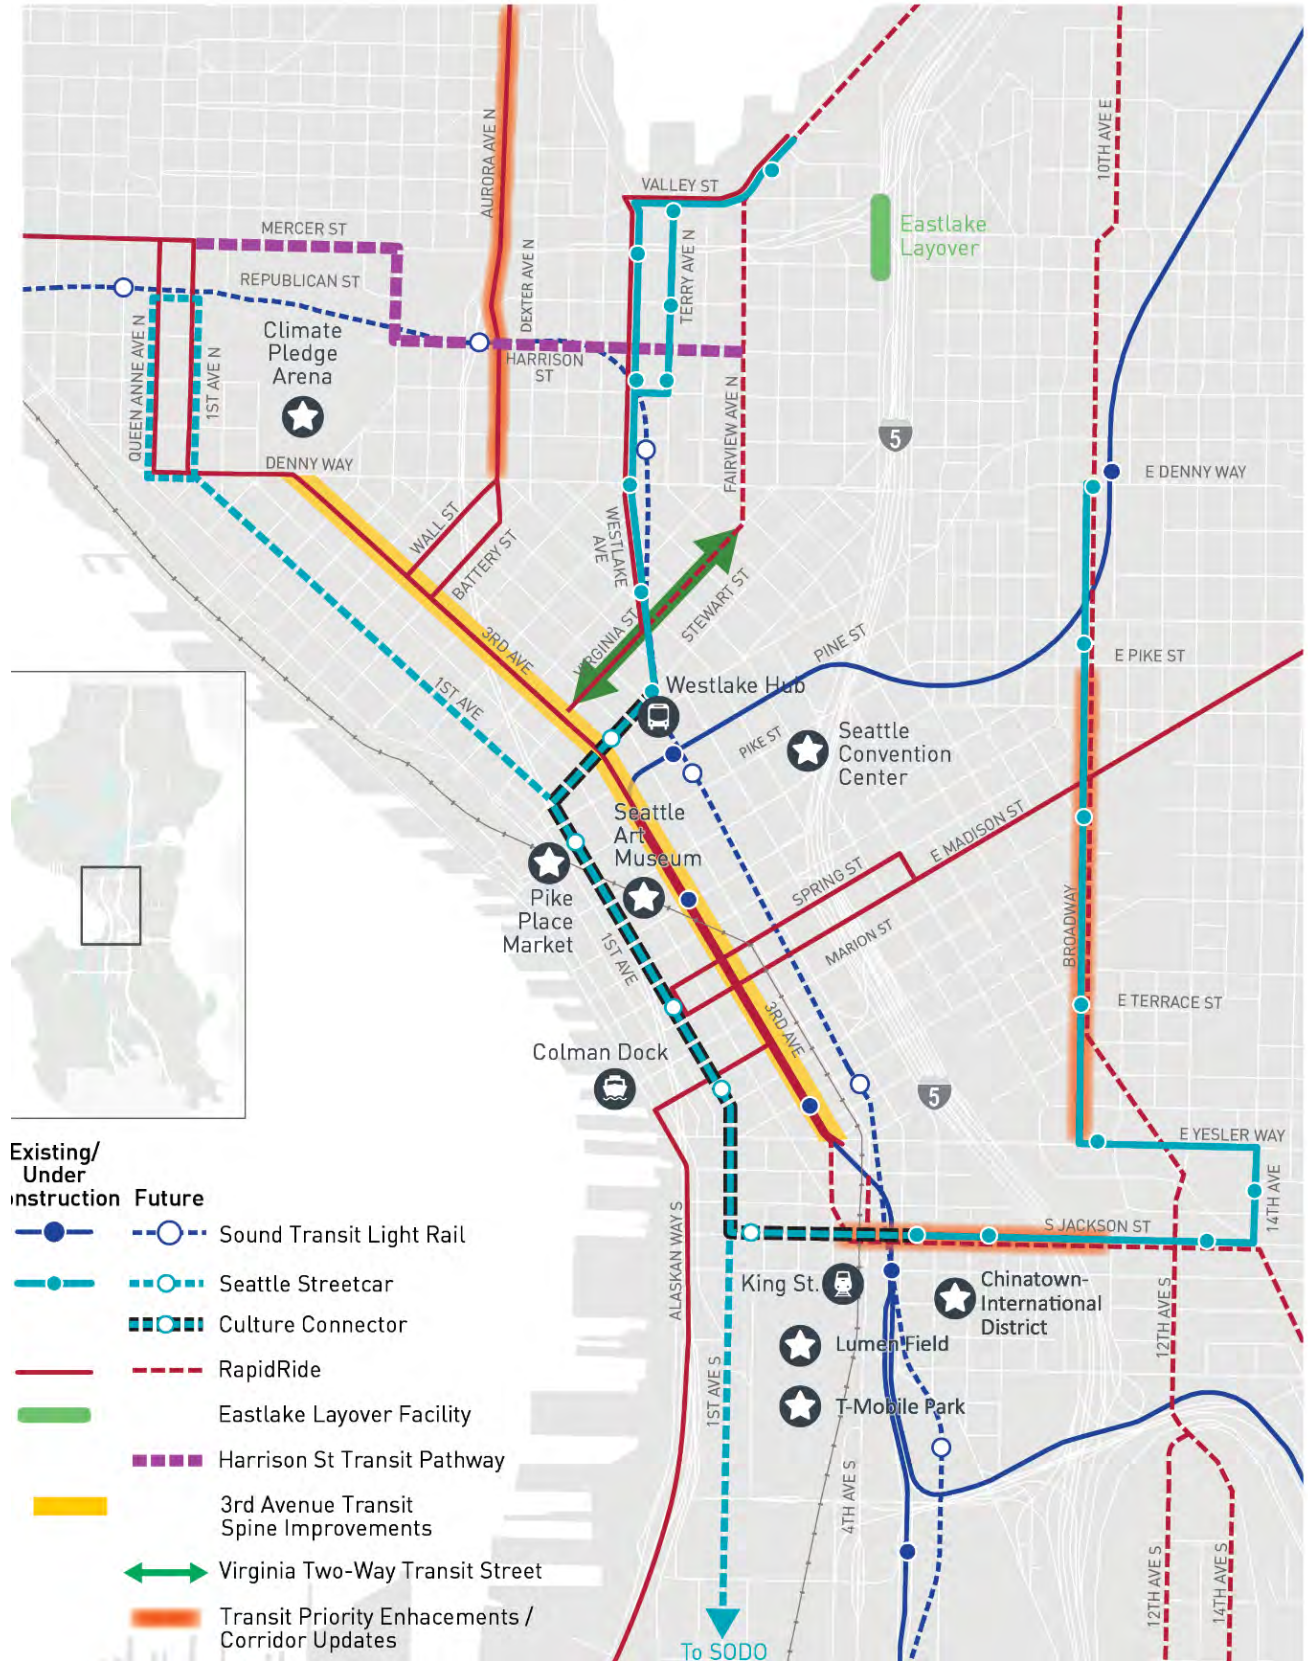 VALLEY ST
AURORA AVE N
10TH AVE E
MERCER ST
Eastlake
Layover
TERRY AVE N
DEXTER AVE N
REPUBLICAN ST
Climate
Pledge
Arena
HARRISON
ST
QUEEN ANNE AVE N
1ST AVE N
FAIRVIEW AVE N
5
DENNY WAY
E DENNY WAY
WALL ST
BATTERY ST
WESTLAKE
AVE
STEWART ST
VIRGINIA ST
3RD AVE
PINE ST
E PIKE ST
1ST AVE
Westlake Hub
PIKE ST
Seattle
Convention
Center
Seattle
Art
Museum
E MADISON ST
SPRING ST
Pike
Place
Market
MARION ST
BROADWAY
1ST AVE
E TERRACE ST
3RD AVE
Colman Dock
5
E YESLER WAY
14TH AVE
S JACKSON ST
ALASKAN WAY S
King St.
Chinatown-
International
District
12TH AVE S
Lumen Field
1ST AVE S
T-Mobile Park
4TH AVE S
12TH AVE S
14TH AVE S
To SODO
Existing/
Under
onstruction Future
Sound Transit Light Rail
Seattle Streetcar
Culture Connector
RapidRide
Eastlake Layover Facility
Harrison St Transit Pathway
3rd Avenue Transit
Spine Improvements
Virginia Two-Way Transit Street
Transit Priority Enhacements /
Corridor Updates